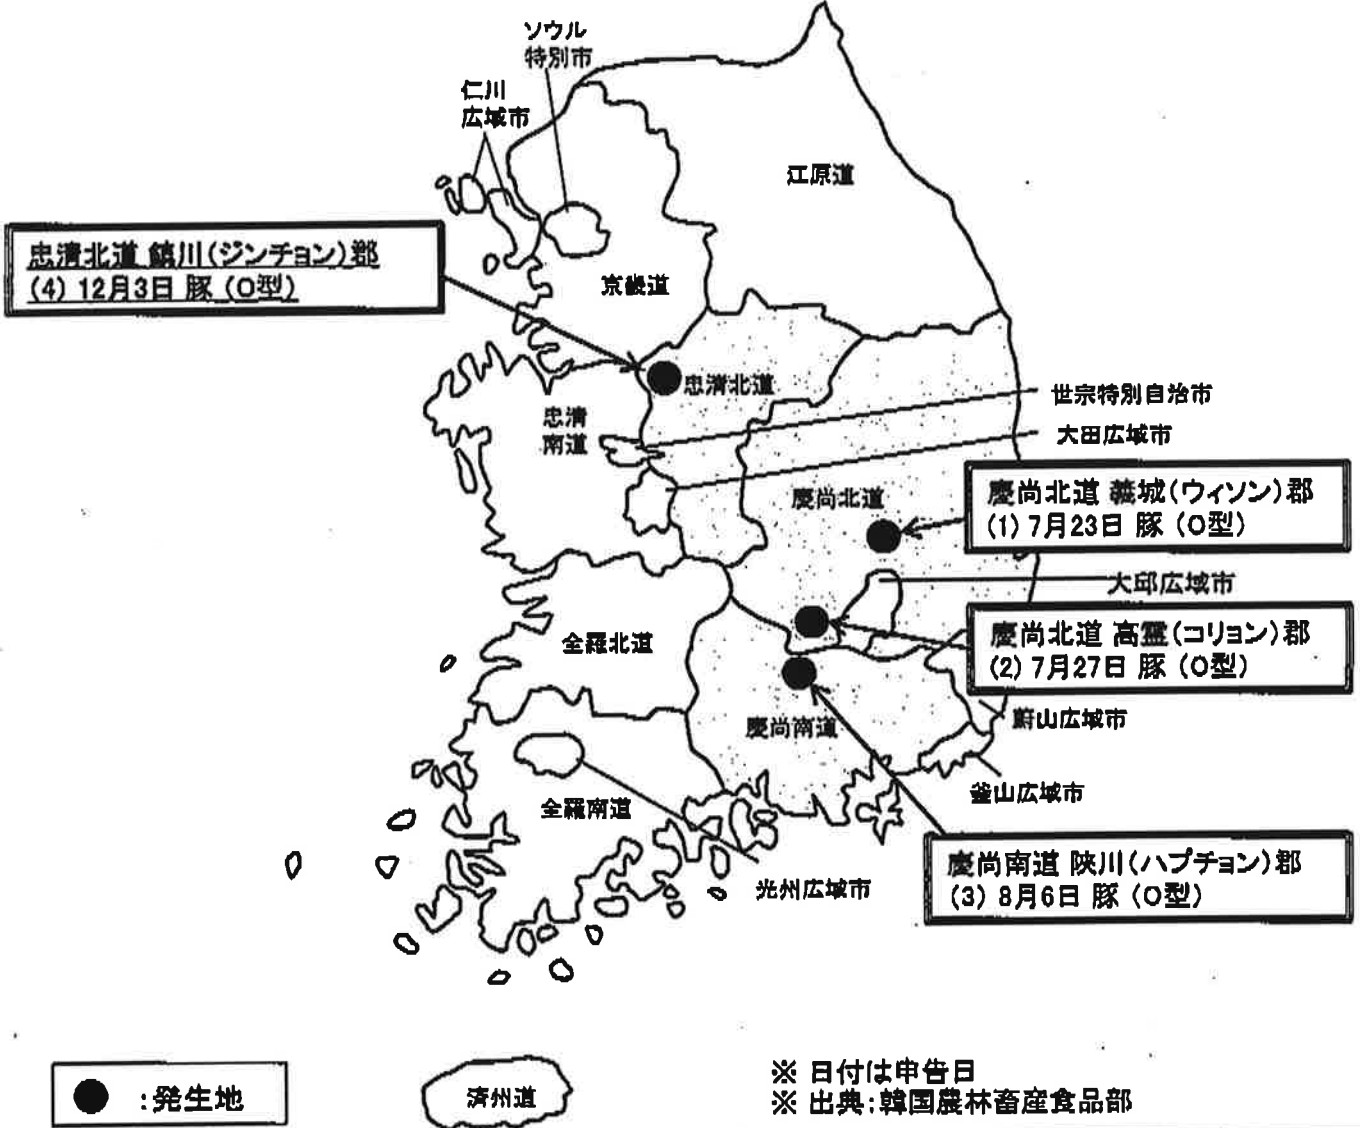 ソウル
特別市
仁川
広域市
江原道
忠清北道 鎮川(ジンチョン)郡
(4) 12月3日 豚 (O型)
京畿道
忠清北道
忠清
南道
世宗特別自治市
大田広域市
慶尚北道
慶尚北道 義城(ウィソン)郡
(1) 7月23日 豚 (O型)
大邱広域市
慶尚北道 高霊(コリョン)郡
(2) 7月27日 豚 (O型)
全羅北道
慶尚南道
蔚山広域市
釜山広域市
全羅南道
慶尚南道 陜川(ハプチョン)郡
(3) 8月6日 豚 (O型)
光州広域市
:発生地
済州道
※ 日付は申告日
※ 出典:韓国農林畜産食品部